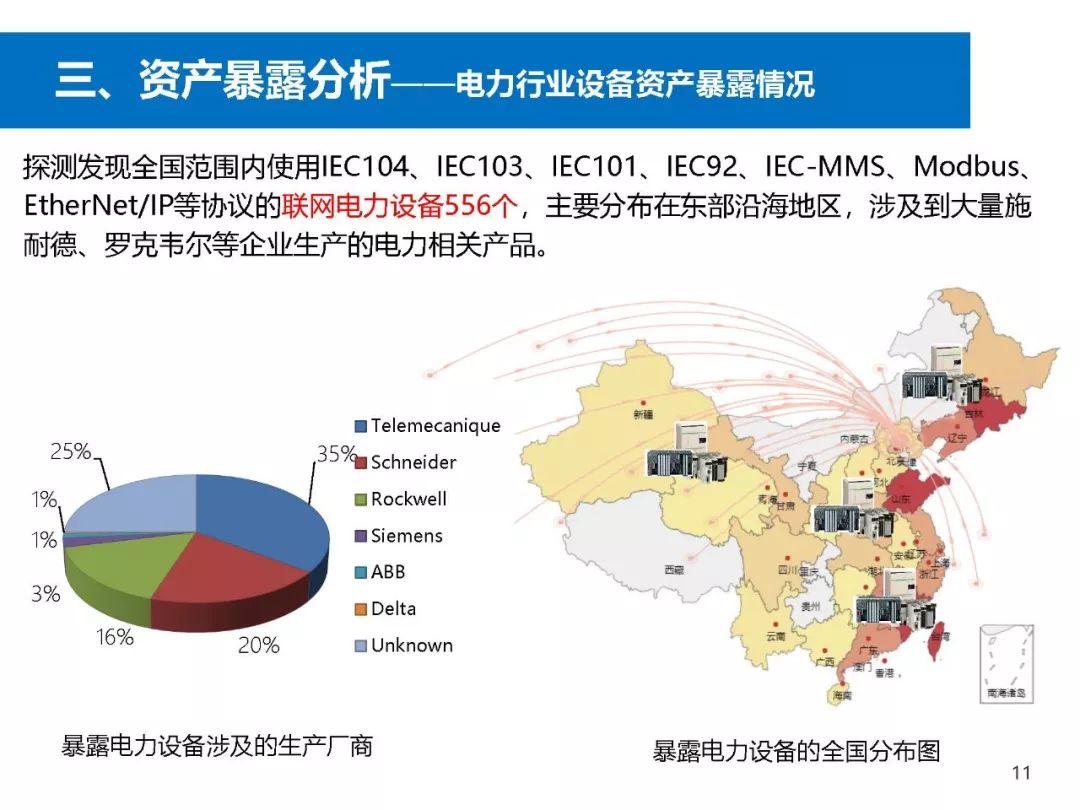 三、资产暴露分析——电力行业设备资产暴露情况
探测发现全国范围内使用IEC104、IEC103、IEC101、IEC92、IEC-MMS、Modbus、
EtherNet/IP等协议的联网电力设备556个，主要分布在东部沿海地区，涉及到大量施
耐德、罗克韦尔等企业生产的电力相关产品。
25%
35%
1%
1%
3%
16%
20%
Telemecanique
Schneider
Rockwell
Siemens
ABB
Delta
Unknown
暴露电力设备涉及的生产厂商
新疆
西藏
青海
甘肃
宁夏
内蒙古
吉林
辽宁
北京
天津
河北
山东
四川
重庆
贵州
云南
广西
广东
海南
澳门
香港
湖北
安徽
江苏
上海
浙江
台湾
南海诸岛
暴露电力设备的全国分布图
11